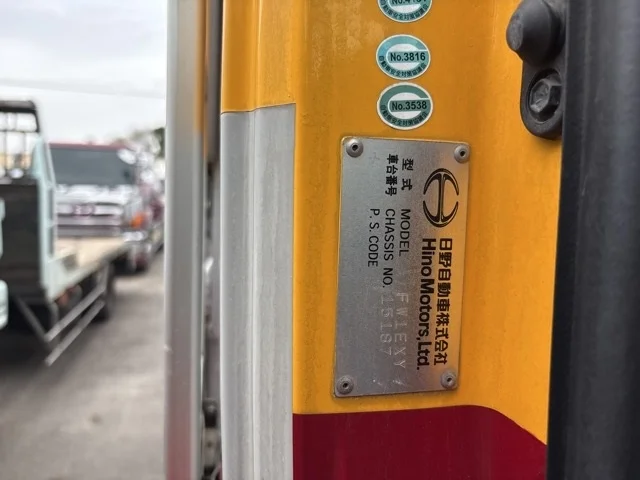 No.3816
No.3538
日野自動車株式会社
Hino Motors, Ltd.
型式 MODEL FW1EXY
車台番号 CHASSIS NO. 15187
P. S. CODE